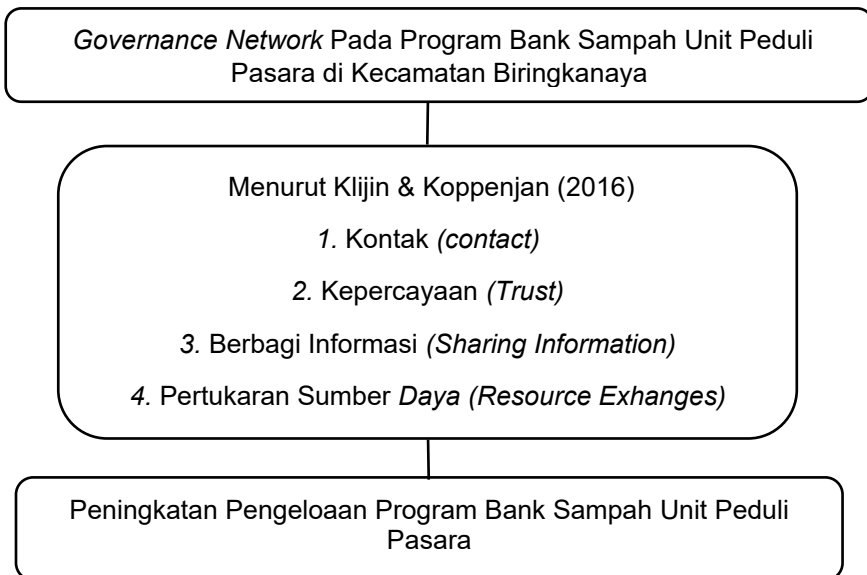 Governance Network Pada Program Bank Sampah Unit Peduli
Pasara di Kecamatan Biringkanaya
Menurut Klijin & Koppenjan (2016)
1. Kontak (contact)
2. Kepercayaan (Trust)
3. Berbagi Informasi (Sharing Information)
4. Pertukaran Sumber Daya (Resource Exhanges)
Peningkatan Pengeloaan Program Bank Sampah Unit Peduli
Pasara